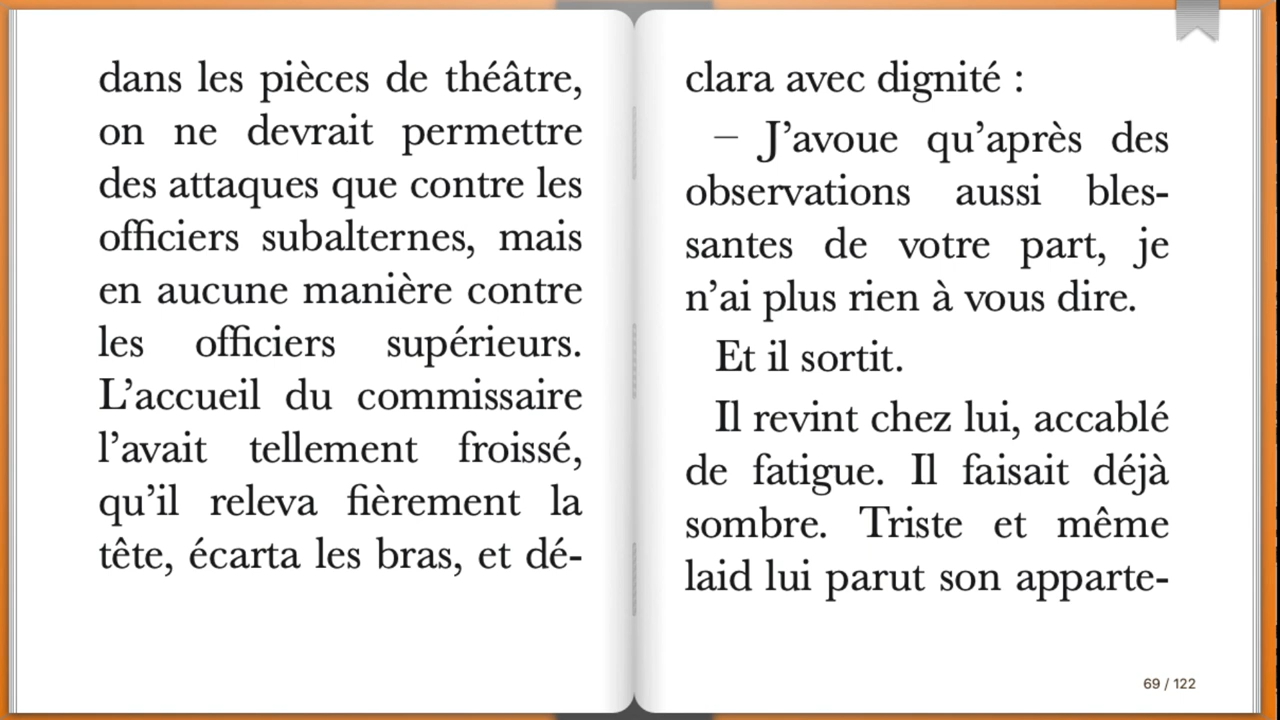 dans les pièces de théâtre,
on ne devrait permettre
des attaques que contre les
officiers subalternes, mais
en aucune manière contre
les officiers supérieurs.
L’accueil du commissaire
l’avait tellement froissé,
qu’il releva fièrement la
tête, écarta les bras, et dé-
clara avec dignité :
– J’avoue qu’après des
observations aussi bles-
santes de votre part, je
n’ai plus rien à vous dire.
Et il sortit.
Il revint chez lui, accablé
de fatigue. Il faisait déjà
sombre. Triste et même
laid lui parut son apparte-
69 / 122